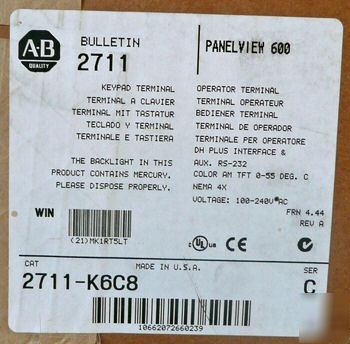 A-B
QUALITY
BULLETIN
2711
PANELVIEW 600
KEYPAD TERMINAL
TERMINAL A CLAVIER
TERMINAL MIT TASTATUR
TECLADO Y TERMINAL
TERMINALE E TASTIERA
OPERATOR TERMINAL
TERMINAL OPERATEUR
BEDIENER TERMINAL
TERMINAL DE OPERADOR
TERMINALE PER OPERATORE
DH PLUS INTERFACE &
AUX. RS-232
COLOR AM TFT 0-55 DEG. C
NEMA 4X
VOLTAGE: 100-240V AC
THE BACKLIGHT IN THIS
PRODUCT CONTAINS MERCURY.
DISPOSE PROPERLY.
FRN 4.44
REV A
WIN
(21)MK1RT5LT
CAT
MADE IN U.S.A.
SER
2711-K6C8
C
10662072660239